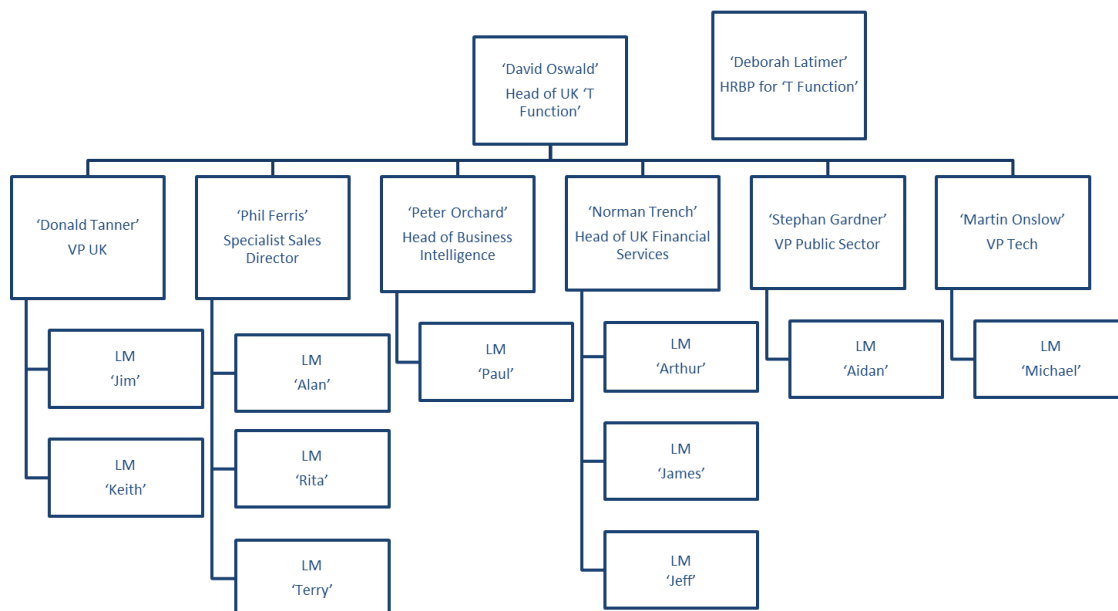 ‘David Oswald’
Head of UK ‘T
Function’
‘Deborah Latimer’
HRBP for ‘T Function’
‘Donald Tanner’
VP UK
‘Phil Ferris’
Specialist Sales
Director
‘Peter Orchard’
Head of Business
Intelligence
‘Norman Trench’
Head of UK Financial
Services
‘Stephan Gardner’
VP Public Sector
‘Martin Onslow’
VP Tech
LM
‘Jim’
LM
‘Keith’
LM
‘Alan’
LM
‘Rita’
LM
‘Terry’
LM
‘Paul’
LM
‘Arthur’
LM
‘James’
LM
‘Jeff’
LM
‘Aidan’
LM
‘Michael’